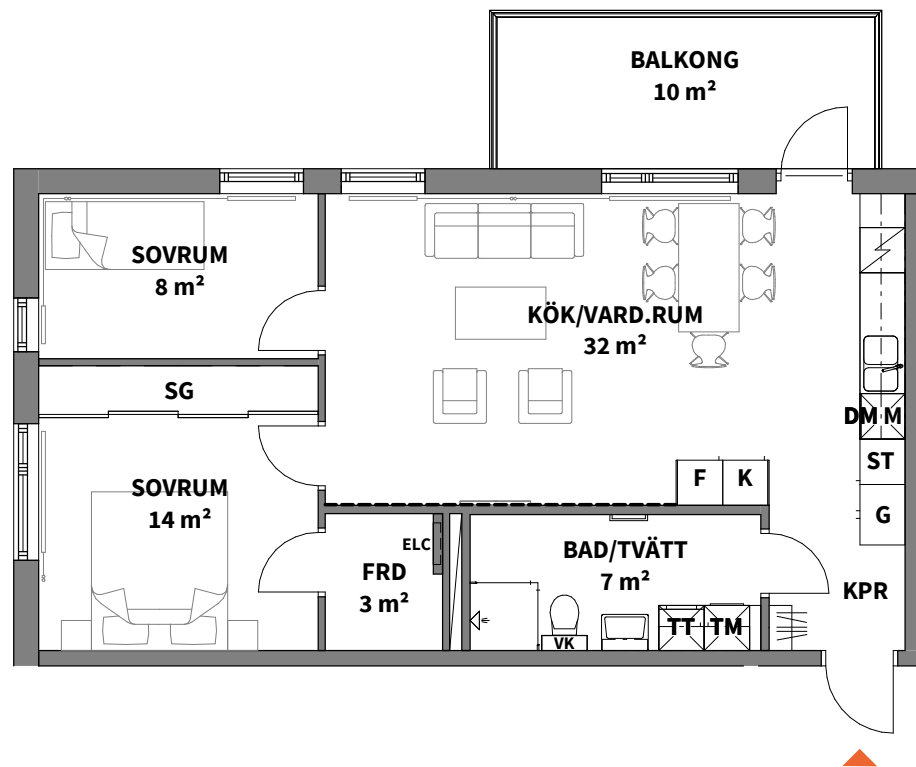 BALKONG
10 m²
SOVRUM
8 m²
KÖK/VARD.RUM
32 m²
SG
DM M
ST
F K
G
SOVRUM
14 m²
ELC
FRD
3 m²
BAD/TVÄTT
7 m²
KPR
TT TM
VK